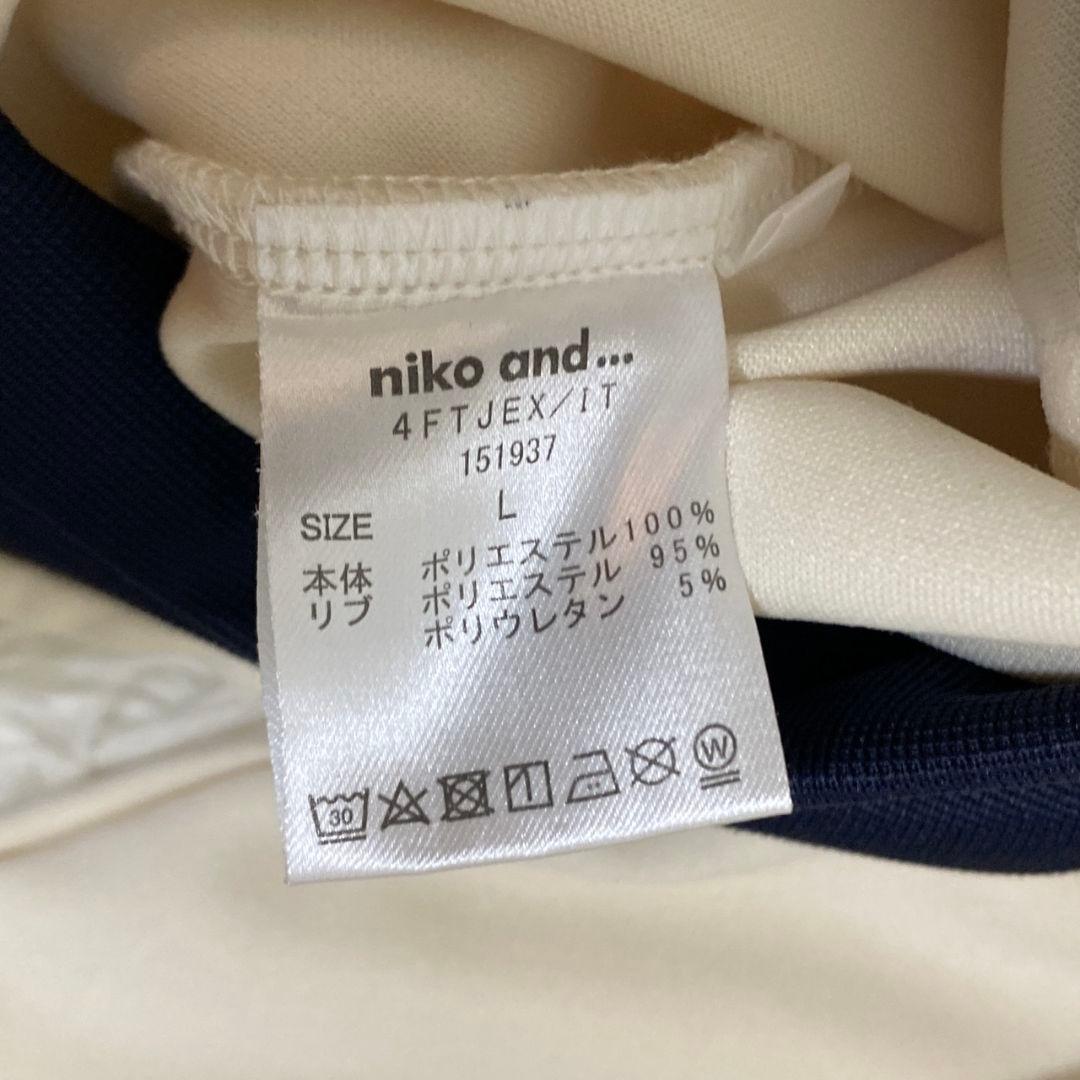 niko and...
4FTJEX/IT
151937
SIZE L
本体 ポリエステル100%
リブ ポリエステル 95%
ポリウレタン 5%
30
W